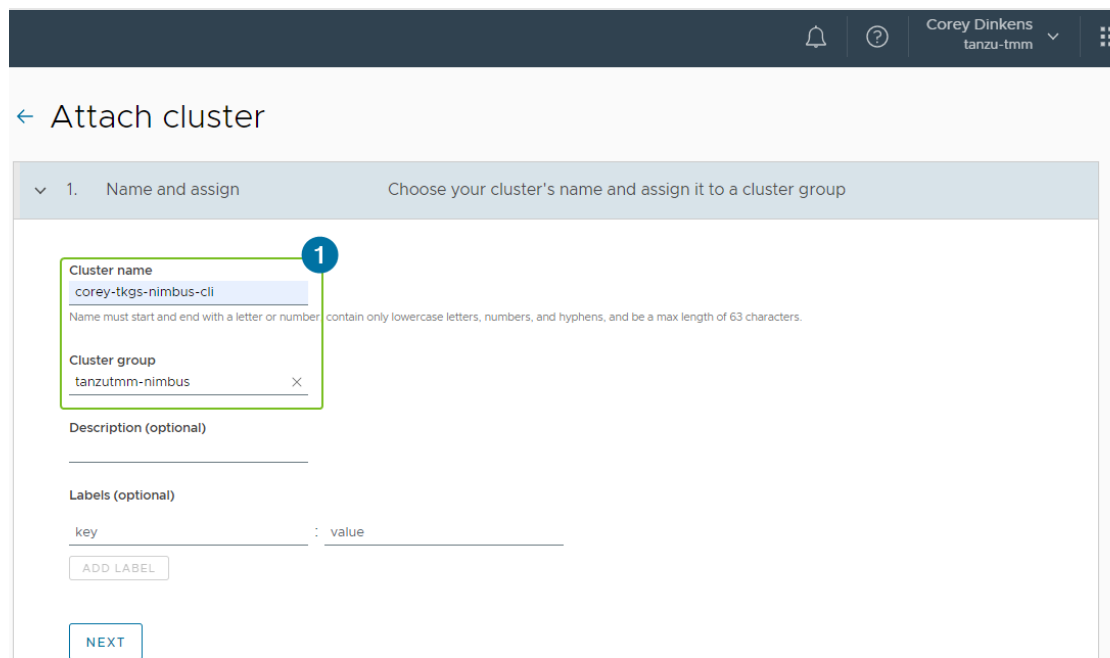 Corey Dinkens
tanzu-tmm
Attach cluster
1. Name and assign Choose your cluster's name and assign it to a cluster group
1
Cluster name
corey-tkgs-nimbus-cli
Name must start and end with a letter or number, contain only lowercase letters, numbers, and hyphens, and be a max length of 63 characters.
Cluster group
tanzutmm-nimbus
Description (optional)
Labels (optional)
key : value
ADD LABEL
NEXT